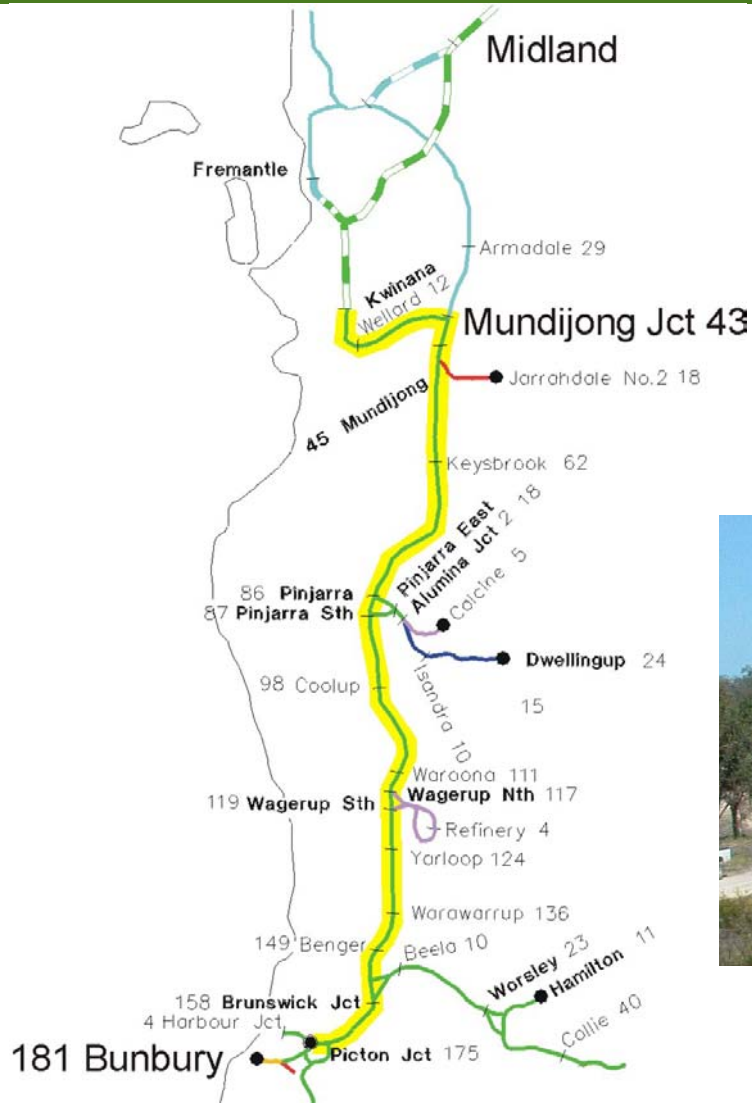 Midland
Fremantle
Armadale 29
Kwinana
Wellard 12
Mundijong Jct 43
Jarrahdale No.2 18
45 Mundijong
Keysbrook 62
Pinjarra East
Alumina Jct 2 18
86 Pinjarra
Calcine 5
87 Pinjarra Sth
Dwellingup 24
98 Coolup
Isandra 10
15
Waroona 111
Wagerup Nth 117
119 Wagerup Sth
Refinery 4
Yarloop 124
Warawarrup 136
149 Benger
Beela 10
Worsley 23
Hamilton 11
158 Brunswick Jct
4 Harbour Jct
Collie 40
181 Bunbury
Picton Jct 175